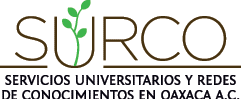 SURCO
SERVICIOS UNIVERSITARIOS Y REDES
DE CONOCIMIENTOS EN OAXACA A.C.